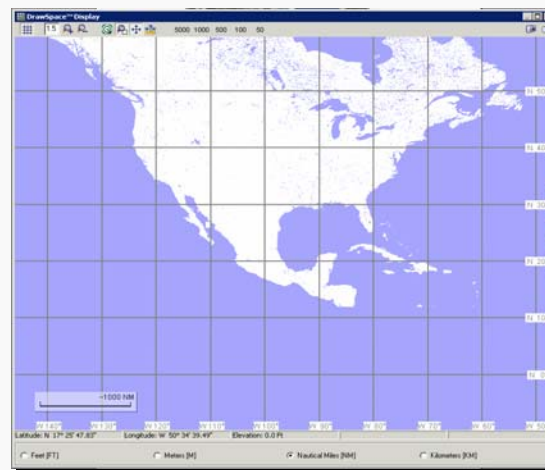 DrawSpace™ Display
1.5 5000 1000 500 100 50
N 50
N 40
N 30
N 20
N 10
N 0
~1000 NM
W 140° W 130° W 120° W 110° W 100° W 90° W 80° W 70° W 60° W 50
Latitude: N 17° 25' 47.83" Longitude: W 50° 34' 39.49" Elevation: 0.0 Ft
Feet [FT] Meters [M] Nautical Miles [NM] Kilometers [KM]